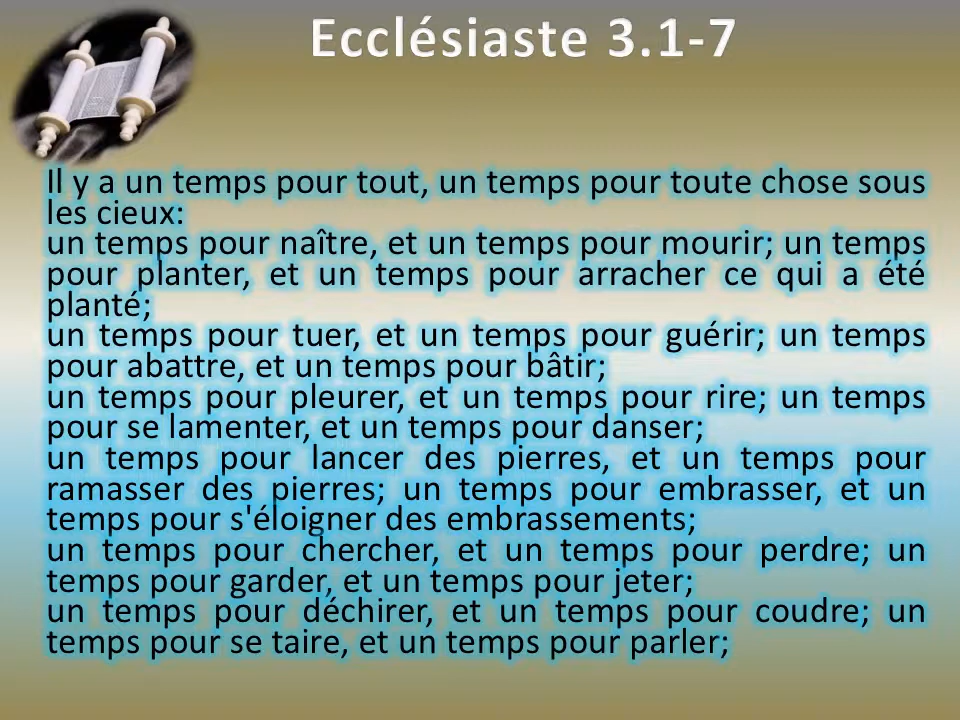 Ecclésiaste 3.1-7
Il y a un temps pour tout, un temps pour toute chose sous
les cieux:
un temps pour naître, et un temps pour mourir; un temps
pour planter, et un temps pour arracher ce qui a été
planté;
un temps pour tuer, et un temps pour guérir; un temps
pour abattre, et un temps pour bâtir;
un temps pour pleurer, et un temps pour rire; un temps
pour se lamenter, et un temps pour danser;
un temps pour lancer des pierres, et un temps pour
ramasser des pierres; un temps pour embrasser, et un
temps pour s'éloigner des embrassements;
un temps pour chercher, et un temps pour perdre; un
temps pour garder, et un temps pour jeter;
un temps pour déchirer, et un temps pour coudre; un
temps pour se taire, et un temps pour parler;